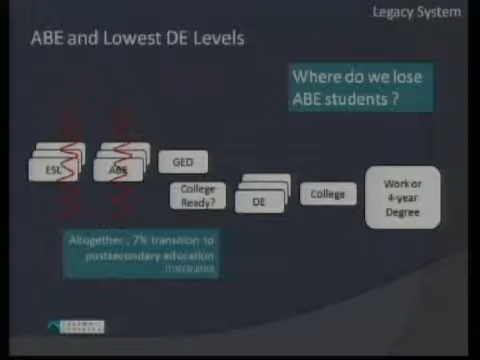 Legacy System
ABE and Lowest DE Levels
Where do we lose
ABE students ?
ESL
ABE
GED
College
Ready?
DE
College
Work or
4-year
Degree
Altogether , 7% transition to
postsecondary education